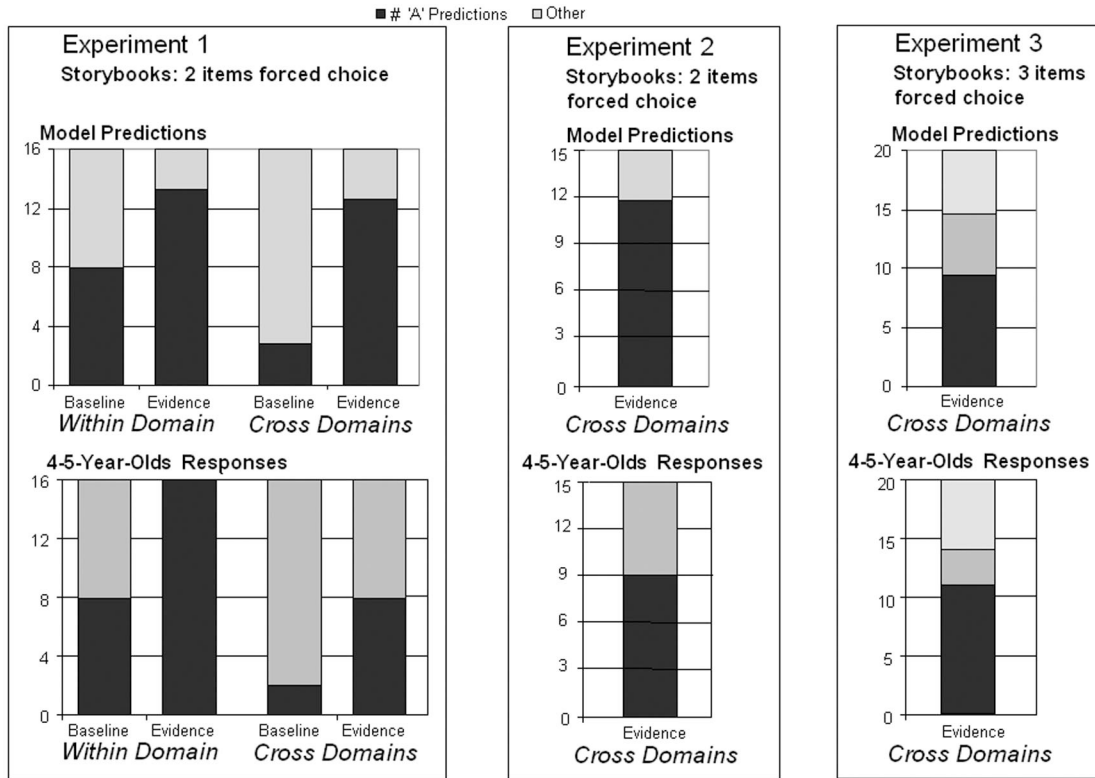 # 'A' Predictions Other
Experiment 1
Storybooks: 2 items forced choice
Model Predictions
16
12
8
4
0
Baseline Evidence Baseline Evidence
Within Domain Cross Domains
4-5-Year-Olds Responses
16
12
8
4
0
Baseline Evidence Baseline Evidence
Within Domain Cross Domains
Experiment 2
Storybooks: 2 items
forced choice
Model Predictions
15
12
9
6
3
0
Evidence
Cross Domains
4-5-Year-Olds Responses
15
12
9
6
3
0
Evidence
Cross Domains
Experiment 3
Storybooks: 3 items
forced choice
Model Predictions
20
15
10
5
0
Evidence
Cross Domains
4-5-Year-Olds Responses
20
15
10
5
0
Evidence
Cross Domains